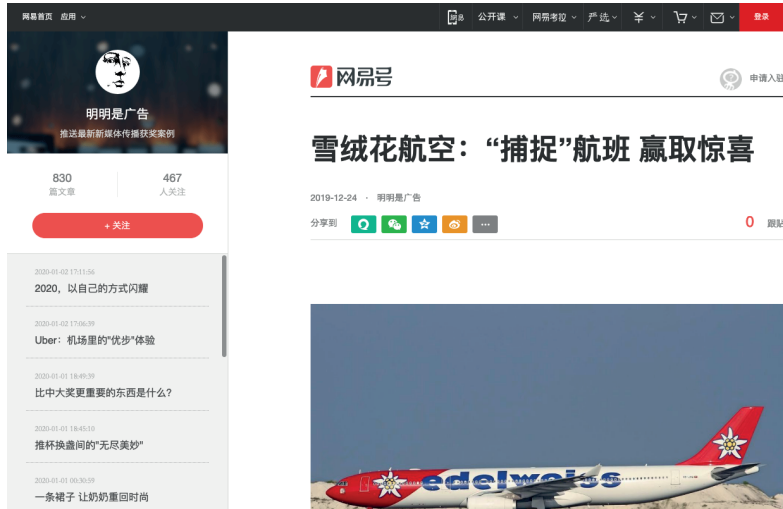 网易首页 应用
公开课 网易考拉 严选 ¥ 登录
明明是广告
推送最新新媒体传播获奖案例
830 467
篇文章 人关注
+ 关注
2020-01-02 17:11:56
2020，以自己的方式闪耀
2020-01-02 17:06:39
Uber：机场里的"优步"体验
2020-01-01 18:49:39
比中大奖更重要的东西是什么?
2020-01-01 18:45:10
推杯换盏间的"无尽美妙"
2020-01-01 00:30:59
一条裙子 让奶奶重回时尚
网易号
申请入驻
雪绒花航空：“捕捉”航班 赢取惊喜
2019-12-24 · 明明是广告
分享到
0 跟贴
edelweiss